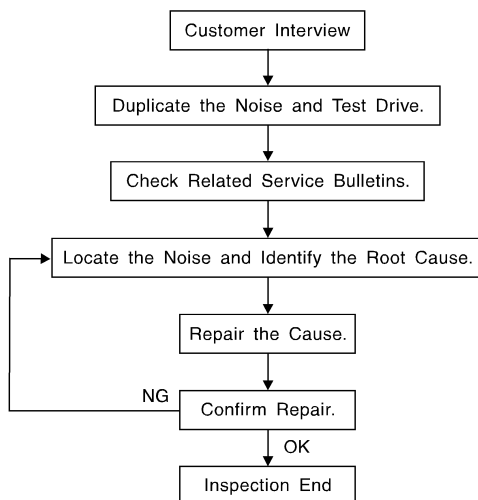 Customer Interview
Duplicate the Noise and Test Drive.
Check Related Service Bulletins.
Locate the Noise and Identify the Root Cause.
Repair the Cause.
NG
Confirm Repair.
OK
Inspection End